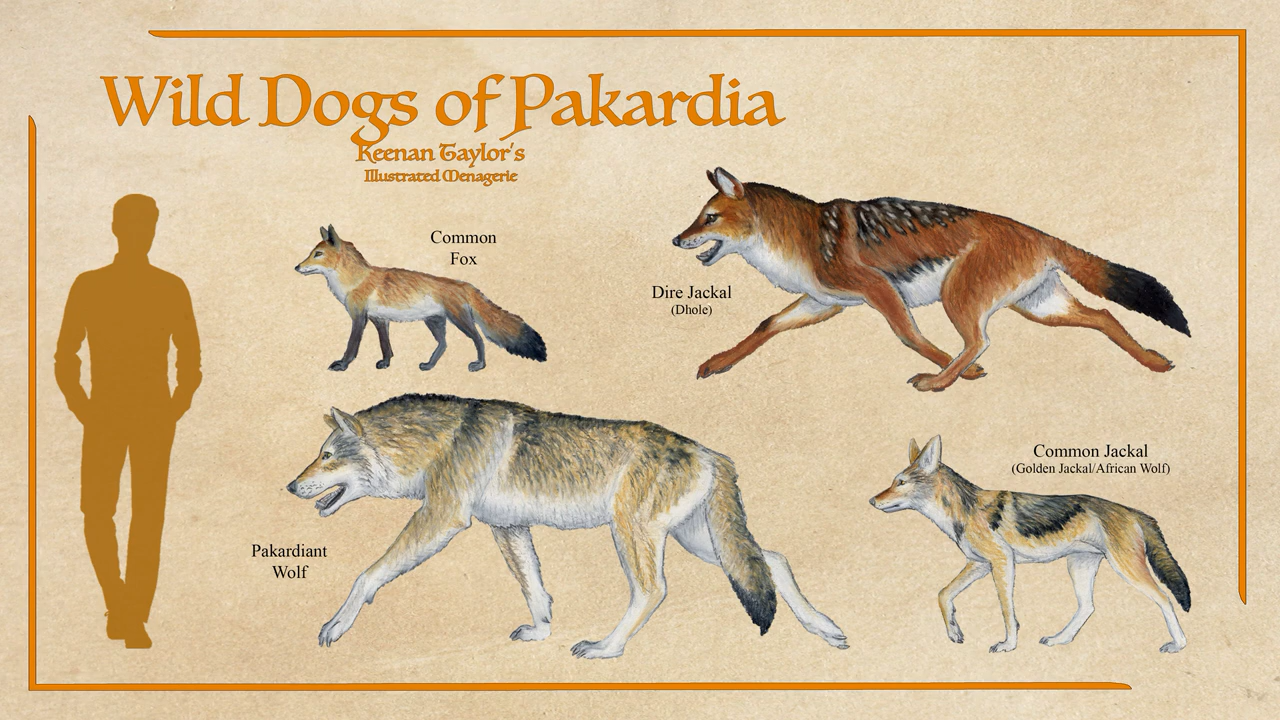 Wild Dogs of Pakardia
Keenan Taylor's
Illustrated Menagerie
Common
Fox
Dire Jackal
(Dhole)
Common Jackal
(Golden Jackal/African Wolf)
Pakardiant
Wolf